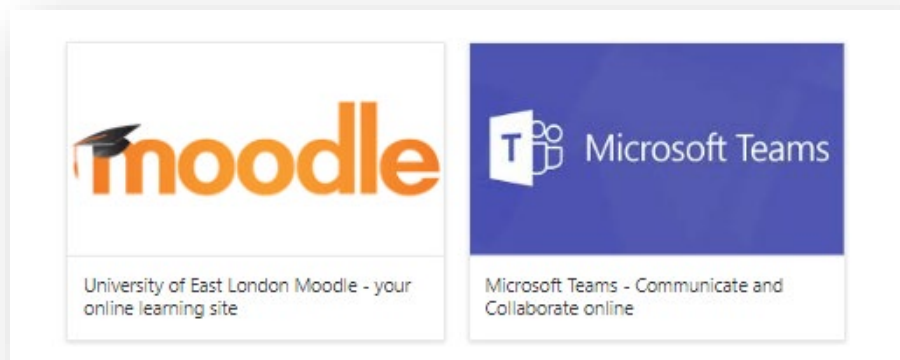 moodle
T Microsoft Teams
University of East London Moodle - your
online learning site
Microsoft Teams - Communicate and
Collaborate online